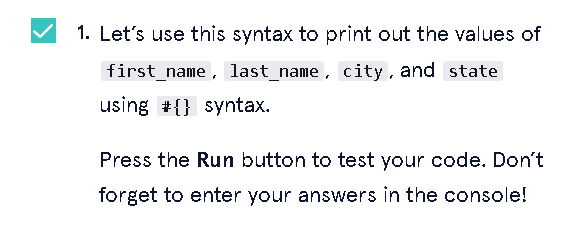 1. Let's use this syntax to print out the values of
first_name, last_name, city, and state
using #{} syntax.
Press the Run button to test your code. Don't
forget to enter your answers in the console!